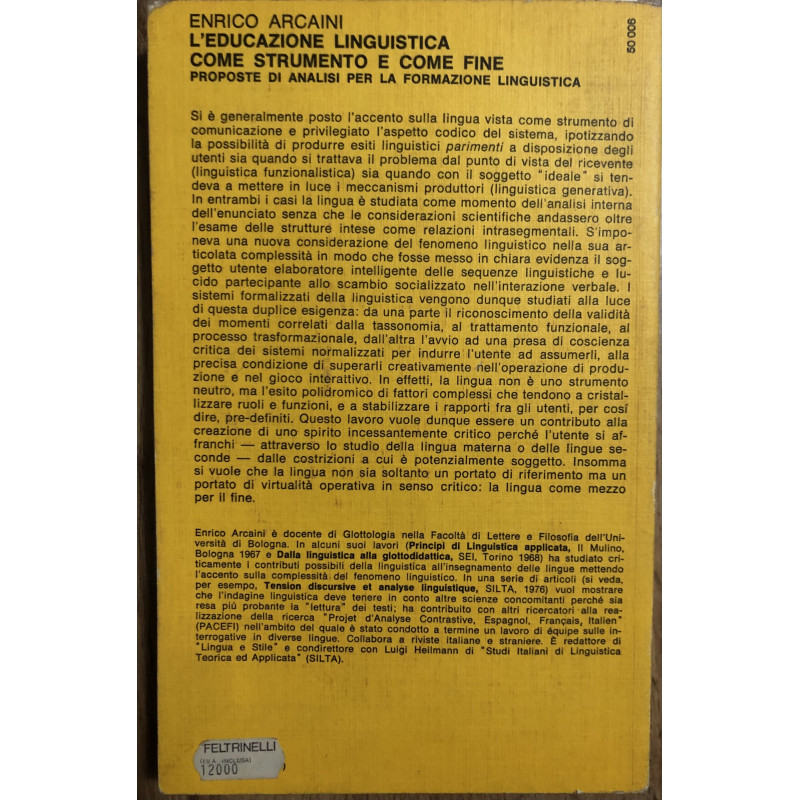 ENRICO ARCAINI
L'EDUCAZIONE LINGUISTICA
COME STRUMENTO E COME FINE
PROPOSTE DI ANALISI PER LA FORMAZIONE LINGUISTICA
50 006
Si è generalmente posto l'accento sulla lingua vista come strumento di
comunicazione e privilegiato l'aspetto codico del sistema, ipotizzando
la possibilità di produrre esiti linguistici parimenti a disposizione degli
utenti sia quando si trattava il problema dal punto di vista del ricevente
(linguistica funzionalistica) sia quando con il soggetto "ideale" si ten-
deva a mettere in luce i meccanismi produttori (linguistica generativa).
In entrambi i casi la lingua è studiata come momento dell'analisi interna
dell'enunciato senza che le considerazioni scientifiche andassero oltre
l'esame delle strutture intese come relazioni intrasegmentali. S'impo-
neva una nuova considerazione del fenomeno linguistico nella sua ar-
ticolata complessità in modo che fosse messo in chiara evidenza il sog-
getto utente elaboratore intelligente delle sequenze linguistiche e lu-
cido partecipante allo scambio socializzato nell'interazione verbale. I
sistemi formalizzati della linguistica vengono dunque studiati alla luce
di questa duplice esigenza: da una parte il riconoscimento della validità
dei momenti correlati dalla tassonomia, al trattamento funzionale, al
processo trasformazionale, dall'altra l'avvio ad una presa di coscienza
critica dei sistemi normalizzati per indurre l'utente ad assumerli, alla
precisa condizione di superarli creativamente nell'operazione di produ-
zione e nel gioco interattivo. In effetti, la lingua non è uno strumento
neutro, ma l'esito polidromico di fattori complessi che tendono a cristal-
lizzare ruoli e funzioni, e a stabilizzare i rapporti fra gli utenti, per così
dire, pre-definiti. Questo lavoro vuole dunque essere un contributo alla
creazione di uno spirito incessantemente critico perché l'utente si af-
franchi — attraverso lo studio della lingua materna o delle lingue se-
conde — dalle costrizioni a cui è potenzialmente soggetto. Insomma
si vuole che la lingua non sia soltanto un portato di riferimento ma un
portato di virtualità operativa in senso critico: la lingua come mezzo
per il fine.
Enrico Arcaini è docente di Glottologia nella Facoltà di Lettere e Filosofia dell'Uni-
versità di Bologna. In alcuni suoi lavori (Principi di Linguistica applicata, Il Mulino,
Bologna 1967 e Dalla linguistica alla glottodidattica, SEI, Torino 1968) ha studiato cri-
ticamente i contributi possibili della linguistica all'insegnamento delle lingue mettendo
l'accento sulla complessità del fenomeno linguistico. In una serie di articoli (si veda,
per esempio, Tension discursive et analyse linguistique, SILTA, 1976) vuol mostrare
che l'indagine linguistica deve tenere in conto altre scienze concomitanti perché sia
resa più probante la "lettura" dei testi; ha contribuito con altri ricercatori alla rea-
lizzazione della ricerca "Projet d'Analyse Contrastive, Espagnol, Français, Italien"
(PACEFI) nell'ambito del quale è stato condotto a termine un lavoro di équipe sulle in-
terrogative in diverse lingue. Collabora a riviste italiane e straniere. È redattore di
"Lingua e Stile" e condirettore con Luigi Heilmann di "Studi Italiani di Linguistica
Teorica ed Applicata" (SILTA).
FELTRINELLI
(I.V.A. INCLUSA)
12000